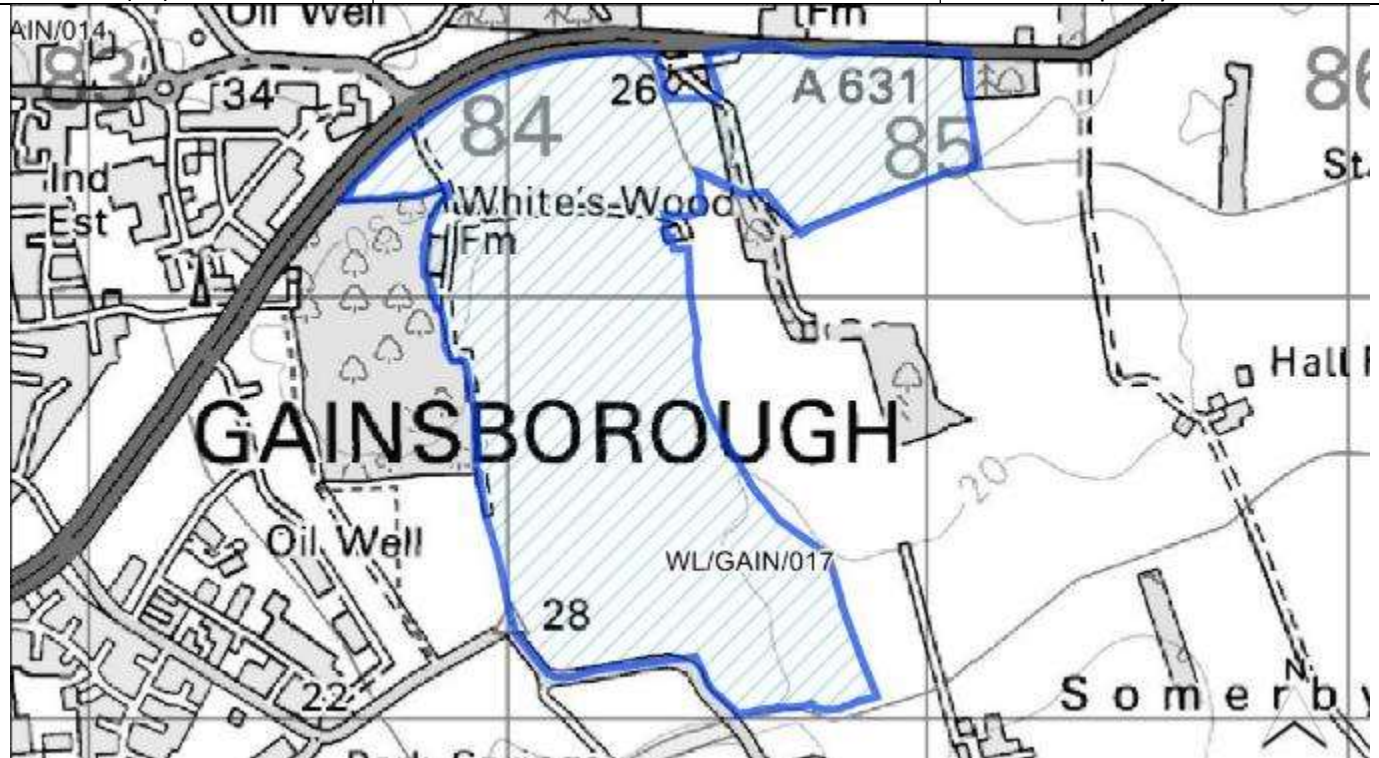 Oil Well
Fm
AIN/014
83
34
26
A 631
86
84
85
Ind
Est
White's Wood
Fm
St.
Hall
GAINSBOROUGH
20
Oil Well
WL/GAIN/017
28
22
Somerby
N